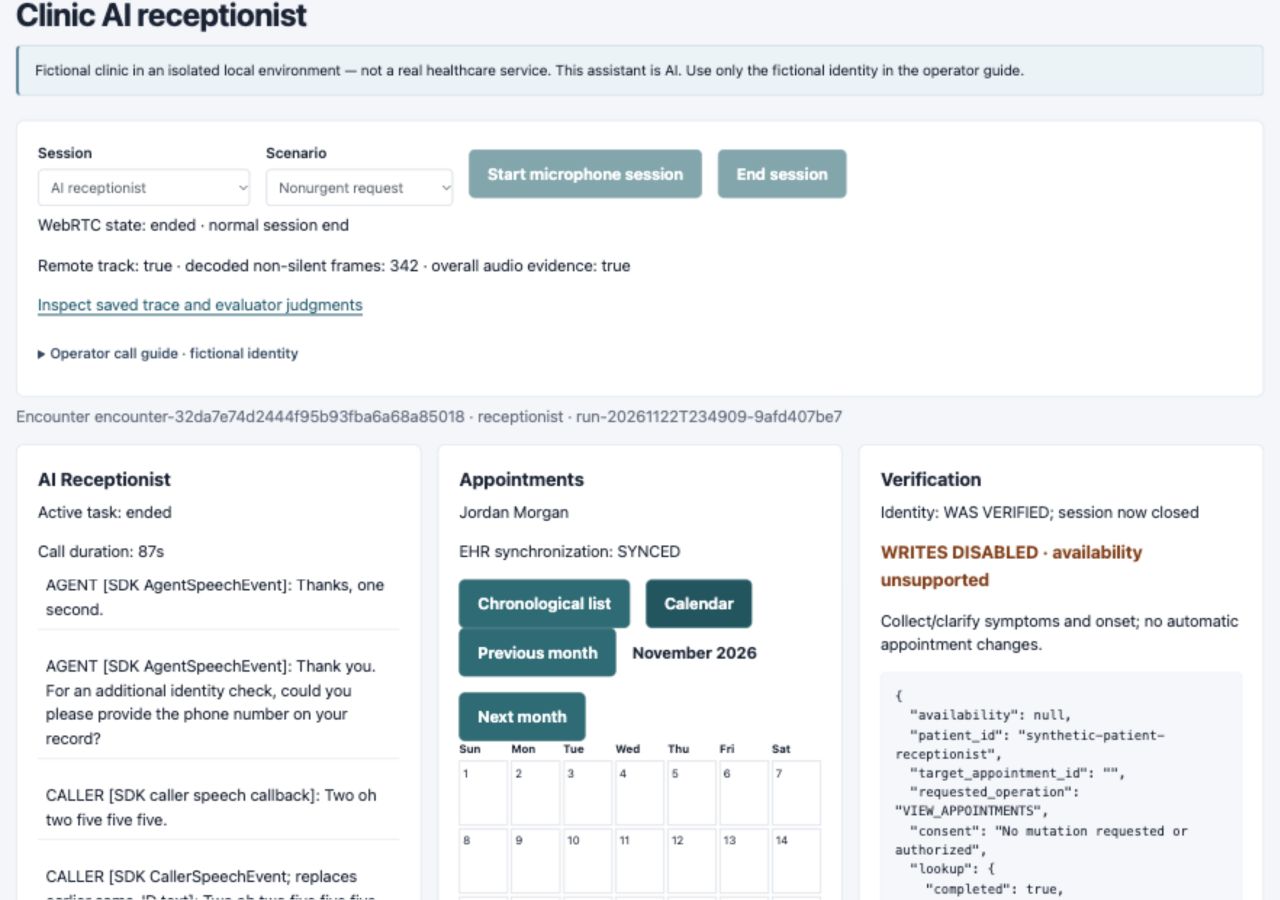 Clinic AI receptionist
Fictional clinic in an isolated local environment — not a real healthcare service. This assistant is AI. Use only the fictional identity in the operator guide.
Session
Scenario
AI receptionist
Nonurgent request
Start microphone session
End session
WebRTC state: ended · normal session end
Remote track: true · decoded non-silent frames: 342 · overall audio evidence: true
Inspect saved trace and evaluator judgments
Operator call guide · fictional identity
Encounter encounter-32da7e74d2444f95b93fba6a68a85018 · receptionist · run-20261122T234909-9afd407be7
AI Receptionist
Active task: ended
Call duration: 87s
AGENT [SDK AgentSpeechEvent]: Thanks, one
second.
AGENT [SDK AgentSpeechEvent]: Thank you.
For an additional identity check, could you
please provide the phone number on your
record?
CALLER [SDK caller speech callback]: Two oh
two five five five.
CALLER [SDK CallerSpeechEvent; replaces
Appointments
Jordan Morgan
EHR synchronization: SYNCED
Chronological list
Calendar
Previous month
November 2026
Next month
Sun Mon Tue Wed Thu Fri Sat
1 2 3 4 5 6 7
8 9 10 11 12 13 14
Verification
Identity: WAS VERIFIED; session now closed
WRITES DISABLED · availability
unsupported
Collect/clarify symptoms and onset; no automatic
appointment changes.
{
"availability": null,
"patient_id": "synthetic-patient-
receptionist",
"target_appointment_id": "",
"requested_operation":
"VIEW_APPOINTMENTS",
"consent": "No mutation requested or
authorized",
"lookup": {
"completed": true,